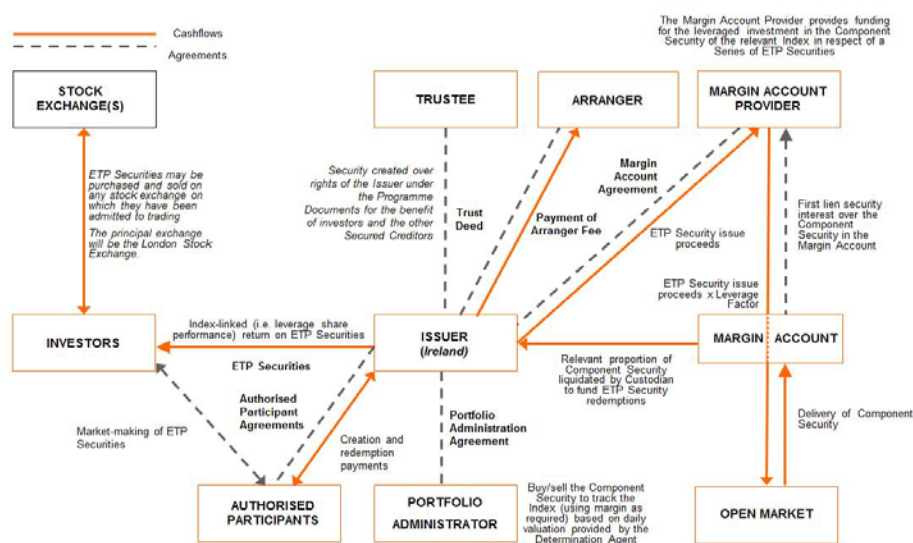 The Margin Account Provider provides funding
for the leveraged investment in the Component
Security of the relevant Index in respect of a
Series of ETP Securities
Cashflows
Agreements
STOCK
EXCHANGE(S)
TRUSTEE
ARRANGER
MARGIN ACCOUNT
PROVIDER
ETP Securities may be
purchased and sold on
any stock exchange on
which they have been
admitted to trading
The principal exchange
will be the London Stock
Exchange.
Security created over
rights of the Issuer under
the Programme
Documents for the benefit
of investors and the other
Secured Creditors
Trust
Deed
Payment of
Arranger Fee
Margin
Account
Agreement
ETP Security issue
proceeds
First lien security
interest over the
Component
Security in the
Margin Account
ETP Security issue
proceeds x Leverage
Factor
INVESTORS
Index-linked (i.e. leverage share
performance) return on ETP Securities
ETP Securities
ISSUER
(Ireland)
MARGIN ACCOUNT
Relevant proportion of
Component Security
liquidated by Custodian
to fund ETP Security
redemptions
Authorised
Participant
Agreements
Portfolio
Administration
Agreement
Market-making of ETP
Securities
Creation and
redemption
payments
Delivery of Component
Security
AUTHORISED
PARTICIPANTS
PORTFOLIO
ADMINISTRATOR
Buy/sell the Component
Security to track the
Index (using margin as
required) based on daily
valuation provided by the
Determination Agent
OPEN MARKET